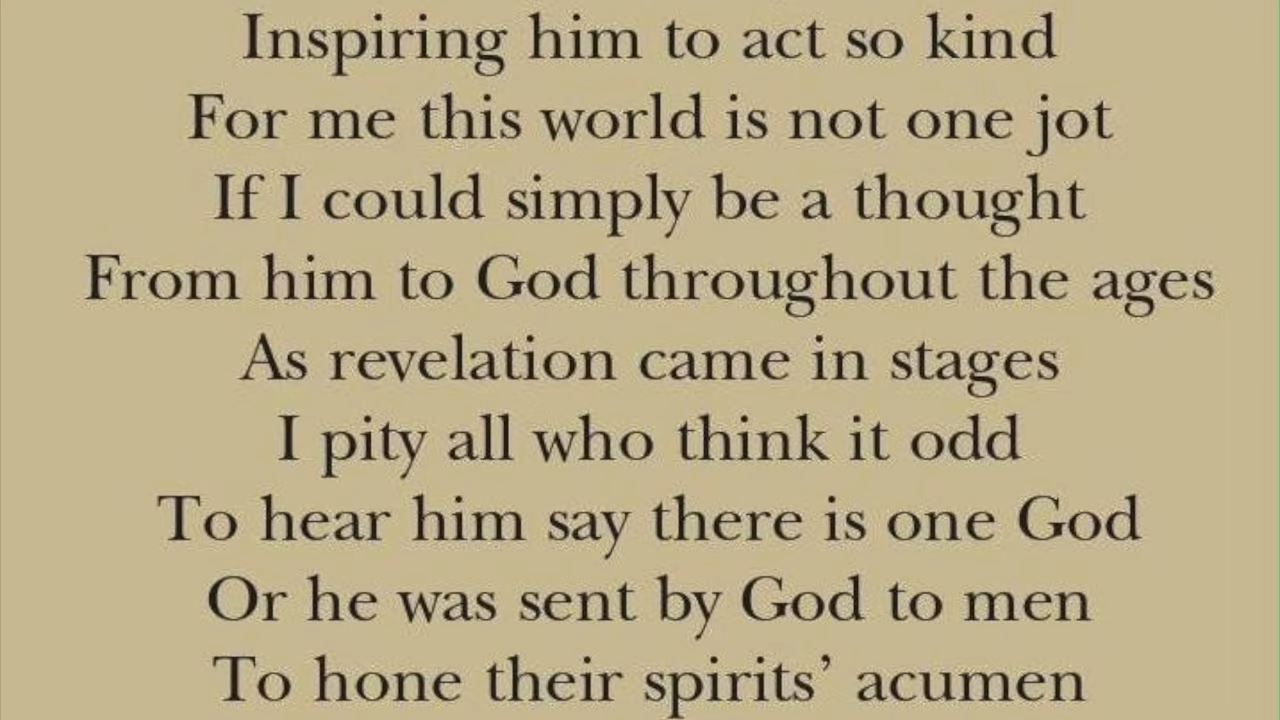 Inspiring him to act so kind
For me this world is not one jot
If I could simply be a thought
From him to God throughout the ages
As revelation came in stages
I pity all who think it odd
To hear him say there is one God
Or he was sent by God to men
To hone their spirits’ acumen